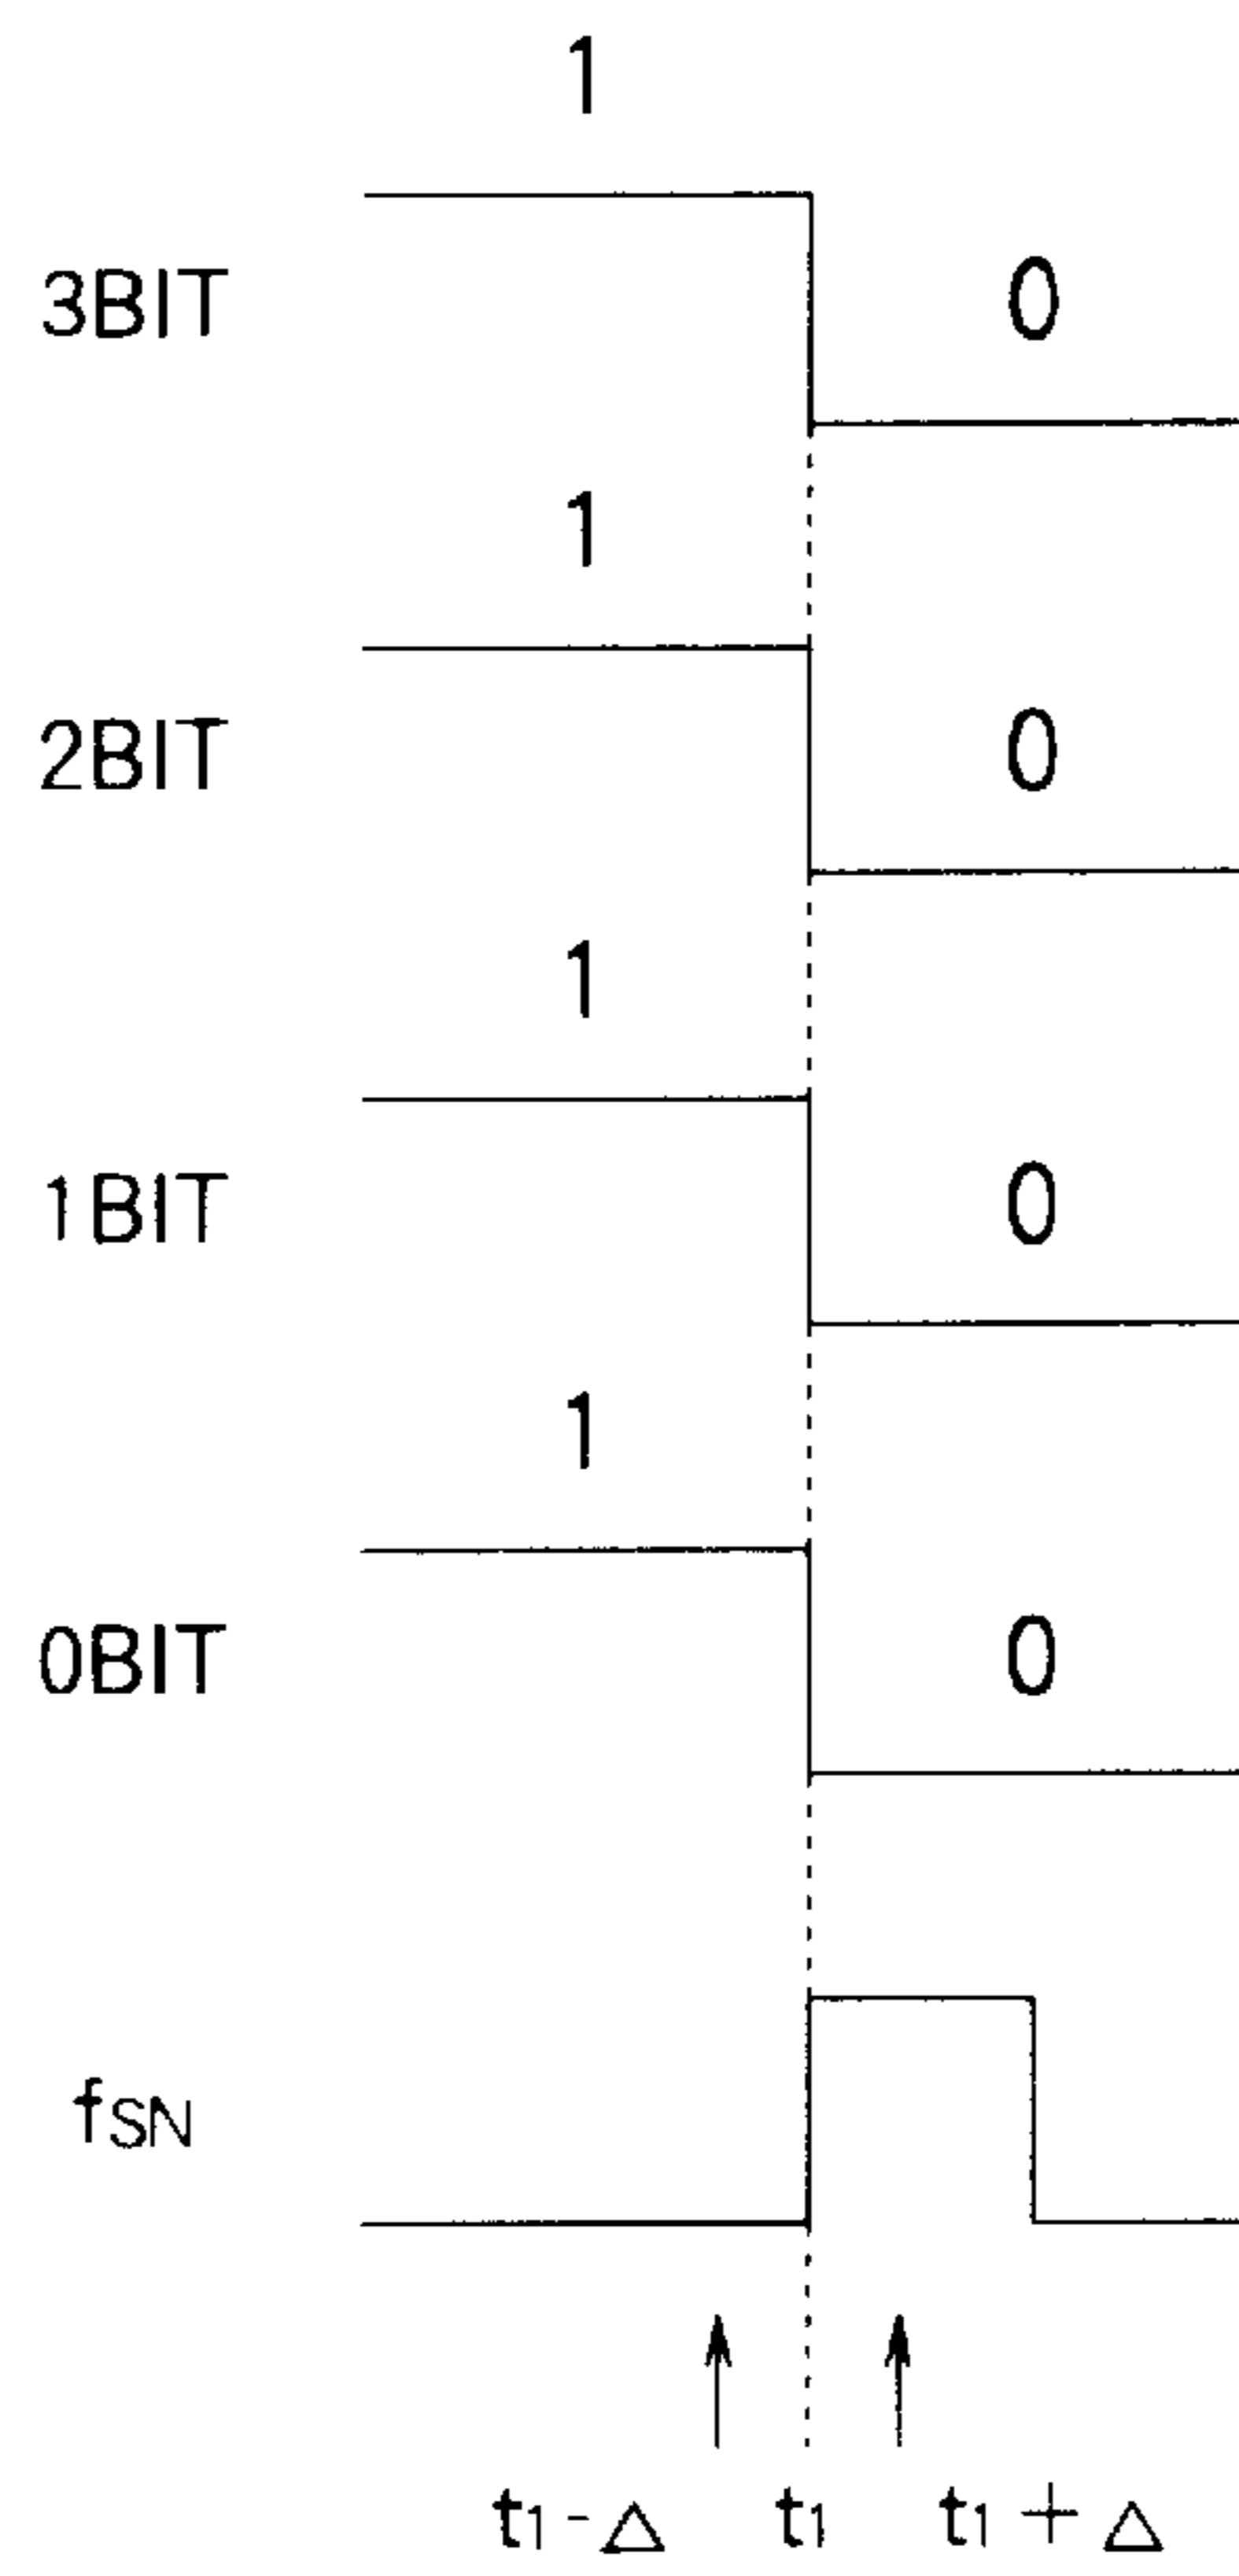 1
3BIT 0
1
2BIT 0
1
1BIT 0
1
0BIT 0
fSN
t1-△ t1 t1+△